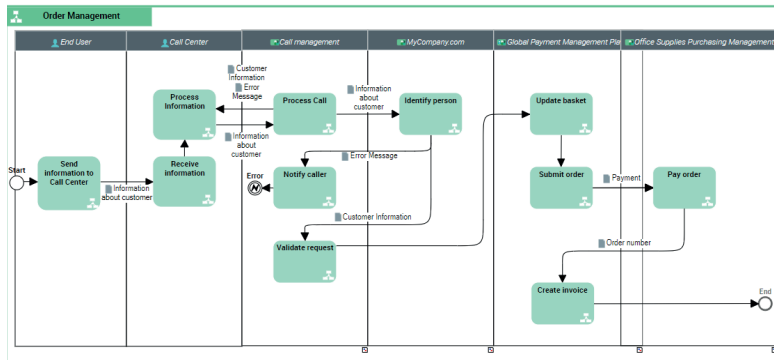 Order Management
End User
Call Center
Call management
MyCompany.com
Global Payment Management Pla
Office Supplies Purchasing Management
Customer
Information
Error
Message
Process
Information
Process Call
Information
about
customer
Identify person
Update basket
Information
about
customer
Start
Send
information to
Call Center
Receive
information
Information
about customer
Error Message
Error
Notify caller
Submit order
Payment
Pay order
Customer Information
Validate request
Order number
Create invoice
End